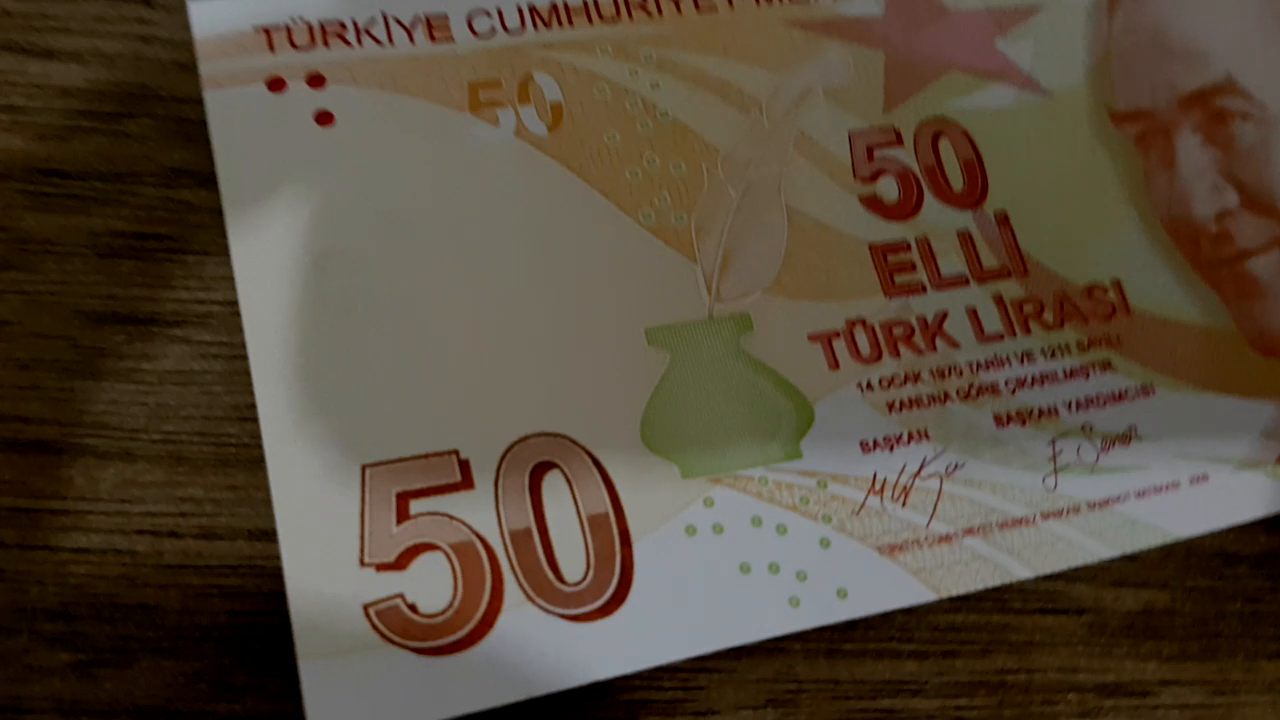 TÜRKİYE CUMHURİYET ME
50
50
ELLİ
TÜRK LİRASI
14 OCAK 1970 TARİH VE 1211 SAYILI
KANUNA GÖRE ÇIKARILMIŞTIR
BAŞKAN
BAŞKAN YARDIMCISI
50